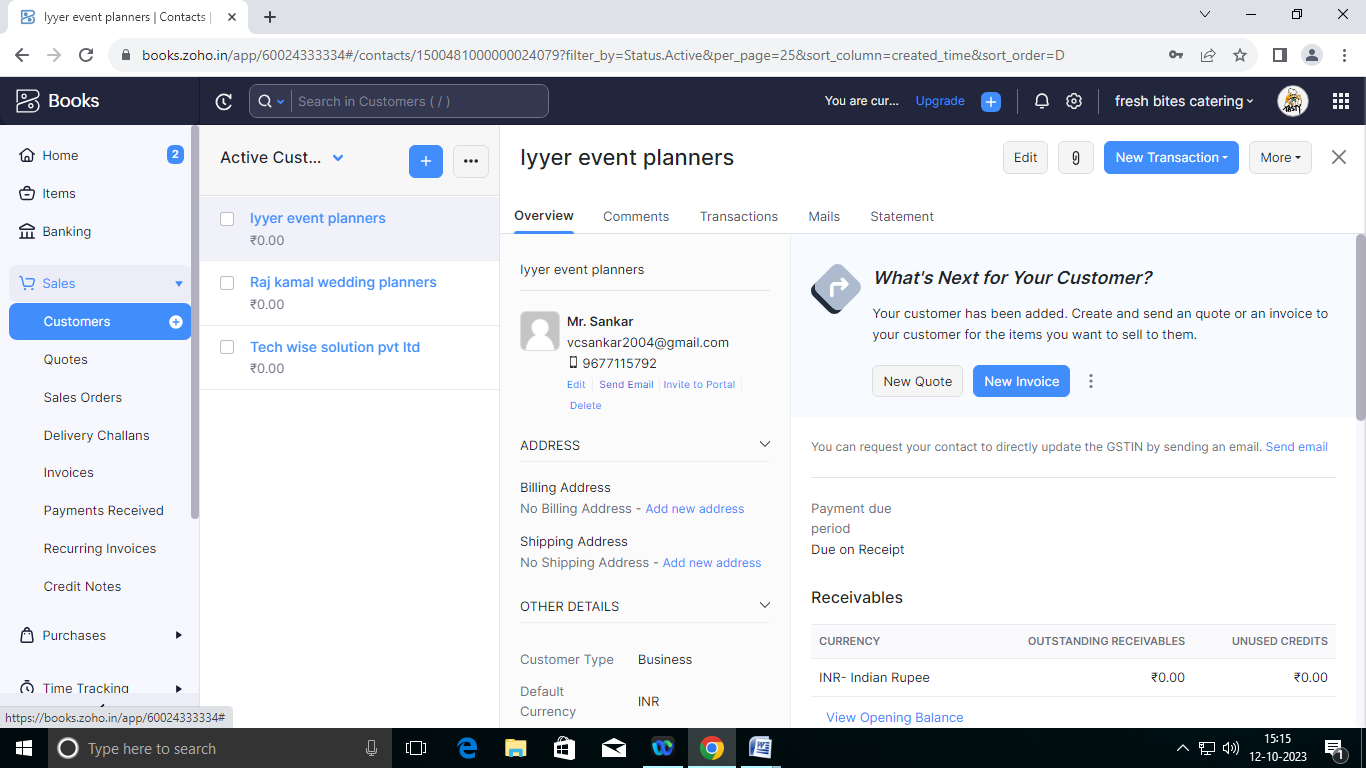 Iyyer event planners | Contacts |
books.zoho.in/app/60024333334#/contacts/1500481000000024079?filter_by=Status.Active&per_page=25&sort_column=created_time&sort_order=D
Books
Search in Customers ( / )
You are cur...
Upgrade
fresh bites catering
TASTY
Home
2
Items
Banking
Sales
Customers
Quotes
Sales Orders
Delivery Challans
Invoices
Payments Received
Recurring Invoices
Credit Notes
Purchases
Time Tracking
https://books.zoho.in/app/60024333334#
Active Cust...
Iyyer event planners
₹0.00
Raj kamal wedding planners
₹0.00
Tech wise solution pvt ltd
₹0.00
Iyyer event planners
Edit
New Transaction
More
Overview
Comments
Transactions
Mails
Statement
Iyyer event planners
Mr. Sankar
vcsankar2004@gmail.com
9677115792
Edit
Send Email
Invite to Portal
Delete
ADDRESS
Billing Address
No Billing Address - Add new address
Shipping Address
No Shipping Address - Add new address
OTHER DETAILS
Customer Type Business
Default
Currency
INR
What's Next for Your Customer?
Your customer has been added. Create and send an quote or an invoice to
your customer for the items you want to sell to them.
New Quote
New Invoice
You can request your contact to directly update the GSTIN by sending an email. Send email
Payment due
period
Due on Receipt
Receivables
CURRENCY OUTSTANDING RECEIVABLES UNUSED CREDITS
INR- Indian Rupee ₹0.00 ₹0.00
View Opening Balance
Type here to search
15:15
12-10-2023
1